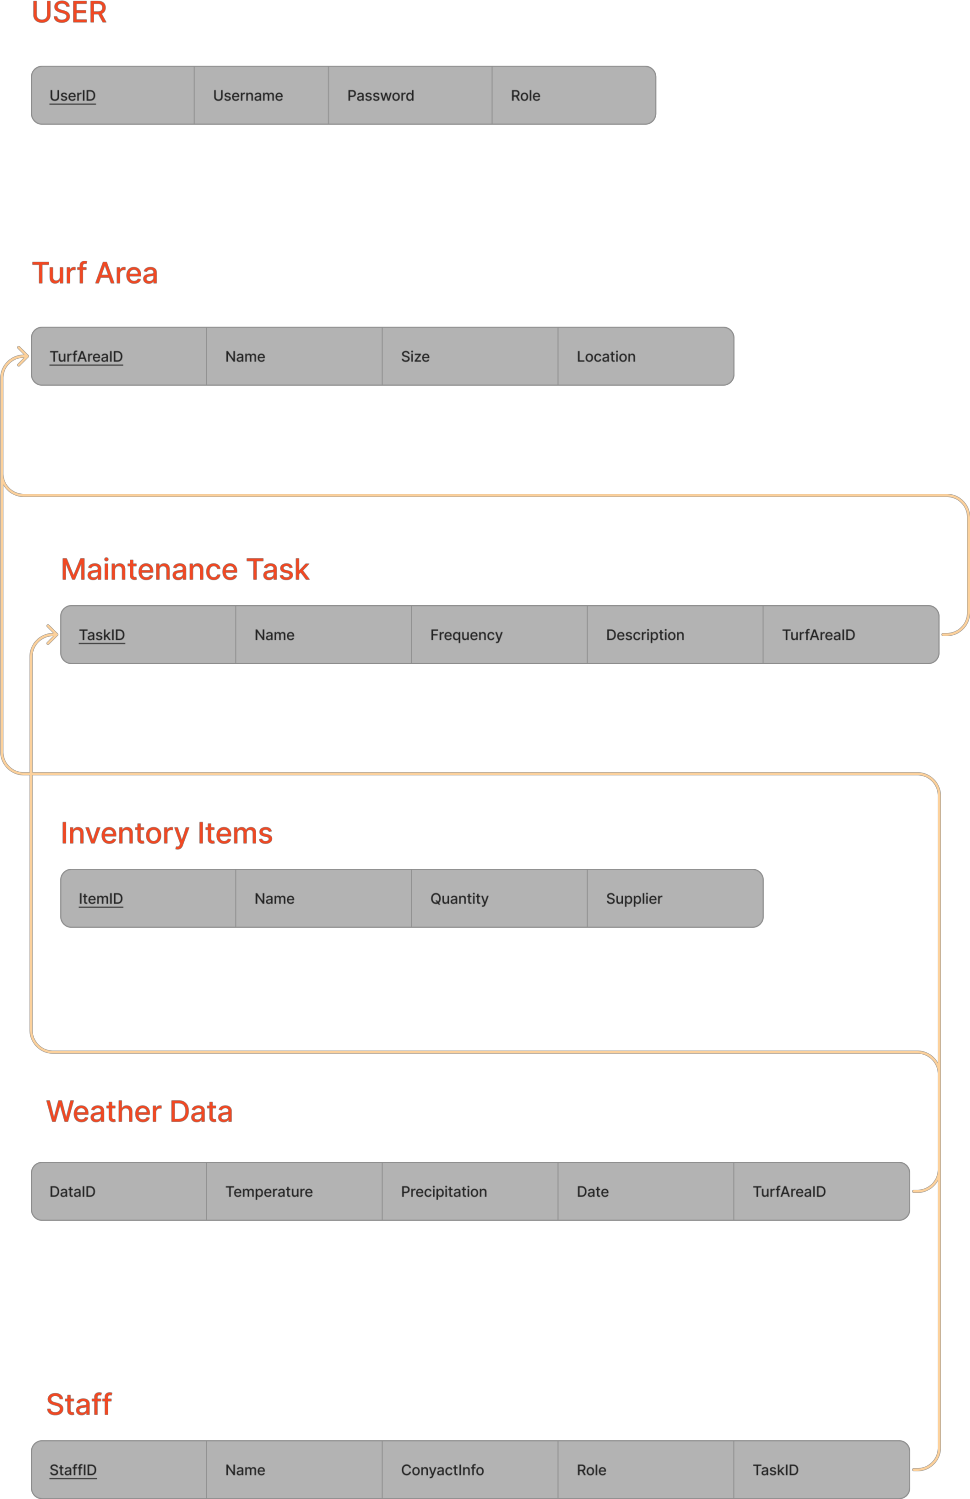 USER
UserID Username Password Role
Turf Area
TurfAreaID Name Size Location
Maintenance Task
TaskID Name Frequency Description TurfAreaID
Inventory Items
ItemID Name Quantity Supplier
Weather Data
DataID Temperature Precipitation Date TurfAreaID
Staff
StaffID Name ConyactInfo Role TaskID